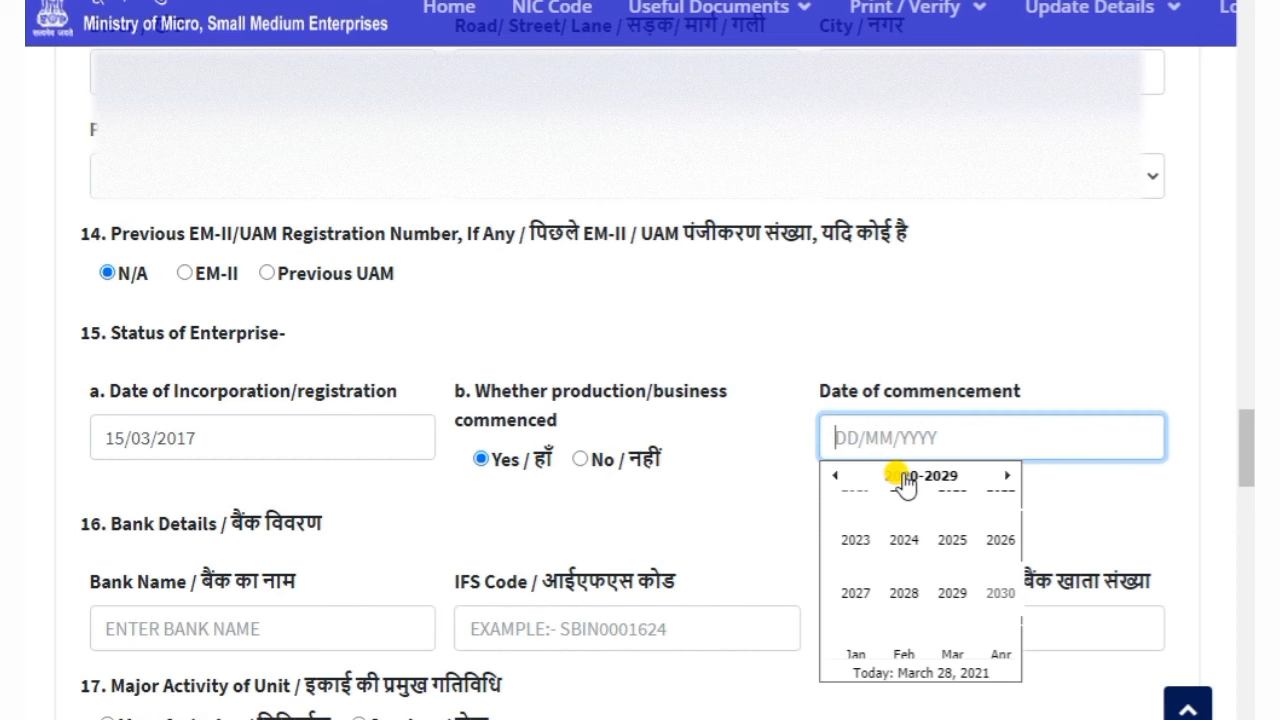 Ministry of Micro, Small Medium Enterprises
Home NIC Code Useful Documents Print / Verify Update Details
Road/ Street/ Lane / सड़क/ मार्ग / गली City / नगर
14. Previous EM-II/UAM Registration Number, If Any / पिछले EM-II / UAM पंजीकरण संख्या, यदि कोई है
N/A EM-II Previous UAM
15. Status of Enterprise-
a. Date of Incorporation/registration b. Whether production/business commenced Date of commencement
15/03/2017 Yes / हाँ No / नहीं DD/MM/YYYY
2020-2029
2023 2024 2025 2026
2027 2028 2029 2030
Jan Feb Mar Apr
Today: March 28, 2021
16. Bank Details / बैंक विवरण
Bank Name / बैंक का नाम IFS Code / आईएफएस कोड बैंक खाता संख्या
ENTER BANK NAME EXAMPLE:- SBIN0001624
17. Major Activity of Unit / इकाई की प्रमुख गतिविधि